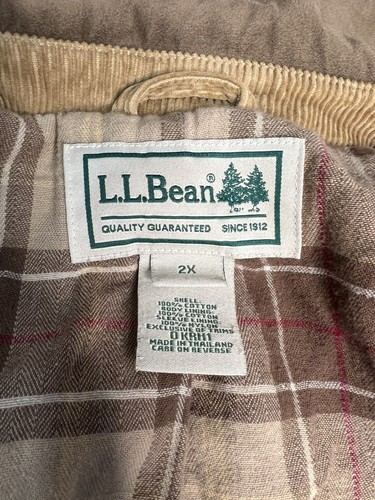 L.L.Bean®
QUALITY GUARANTEED SINCE 1912
2X
SHELL:
100% COTTON
BODY LINING:
100% COTTON
SLEEVE LINING:
100% NYLON
EXCLUSIVE OF TRIMS
0KRH1
MADE IN THAILAND
CARE ON REVERSE